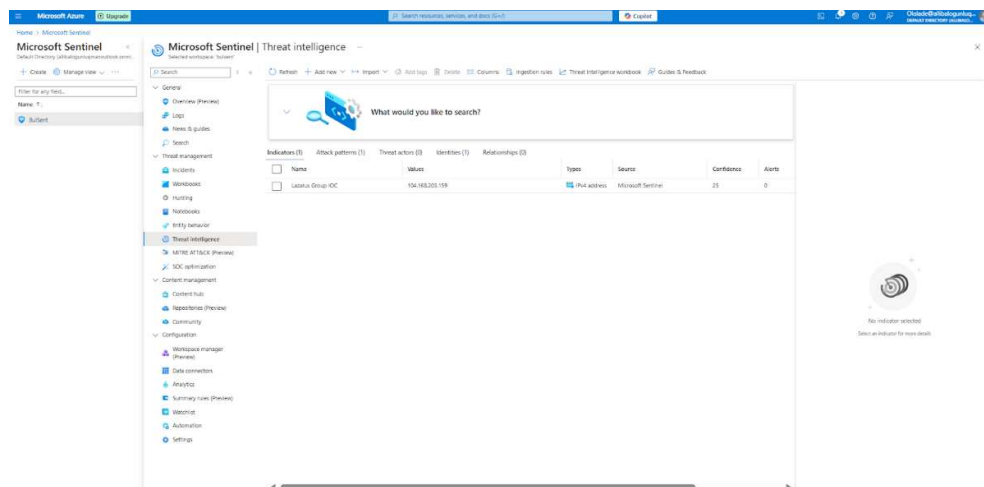 Microsoft Azure
Upgrade
Search resources, services, and docs (G+/)
Copilot
Home > Microsoft Sentinel
Microsoft Sentinel
Create
Manage view
Filter for any field...
Name ↑
BulSent
Microsoft Sentinel | Threat intelligence
Selected workspace: 'bulsent'
Search
General
Overview (Preview)
Logs
News & guides
Search
Threat management
Incidents
Workbooks
Hunting
Notebooks
Entity behavior
Threat intelligence
MITRE ATT&CK (Preview)
SOC optimization
Content management
Content hub
Repositories (Preview)
Community
Configuration
Workspace manager
(Preview)
Data connectors
Analytics
Summary rules (Preview)
Watchlist
Automation
Settings
Refresh
Add new
Import
Add tags
Delete
Columns
Ingestion rules
Threat intelligence workbook
Guides & Feedback
What would you like to search?
Indicators (1) Attack patterns (1) Threat actors (0) Identities (1) Relationships (0)
Name Values Types Source Confidence Alerts
Lazatus Group IOC 104.168.203.159 IPv4 address Microsoft Sentinel 25 0
No indicator selected
Select an indicator for more details